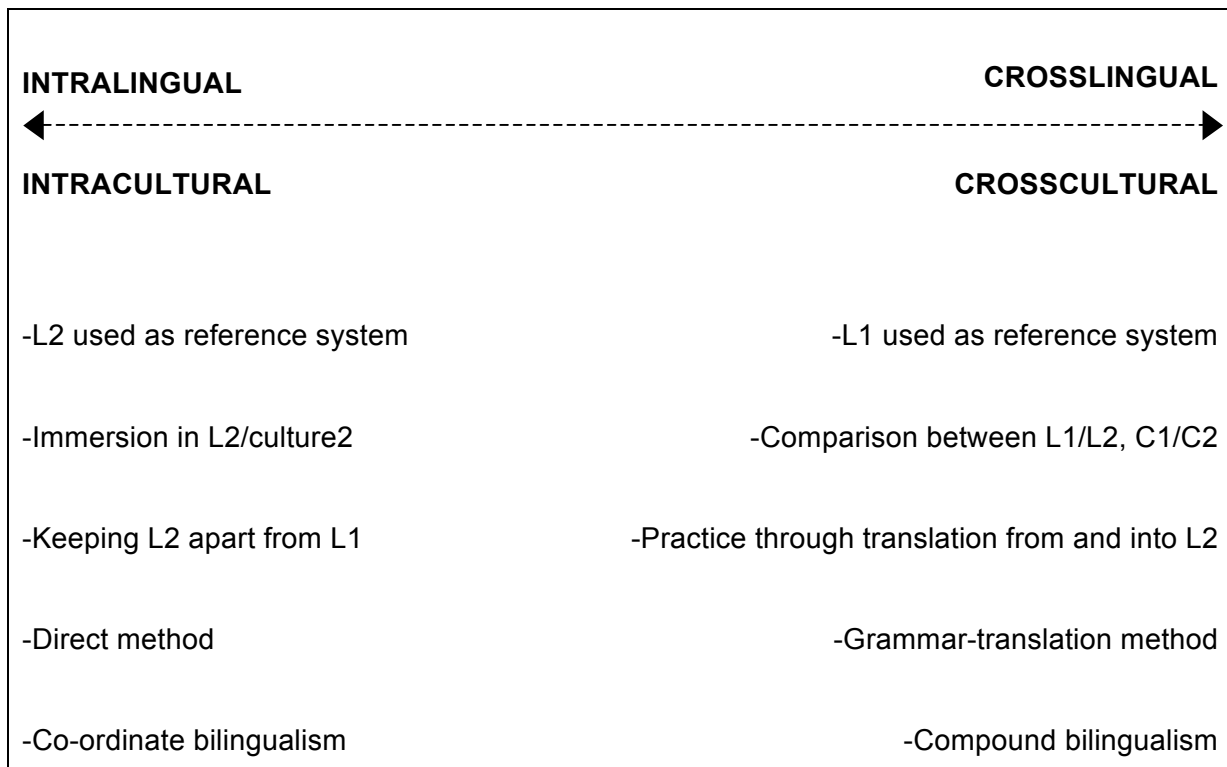 INTRALINGUAL CROSSLINGUAL
INTRACULTURAL CROSSCULTURAL
-L2 used as reference system -L1 used as reference system
-Immersion in L2/culture2 -Comparison between L1/L2, C1/C2
-Keeping L2 apart from L1 -Practice through translation from and into L2
-Direct method -Grammar-translation method
-Co-ordinate bilingualism -Compound bilingualism